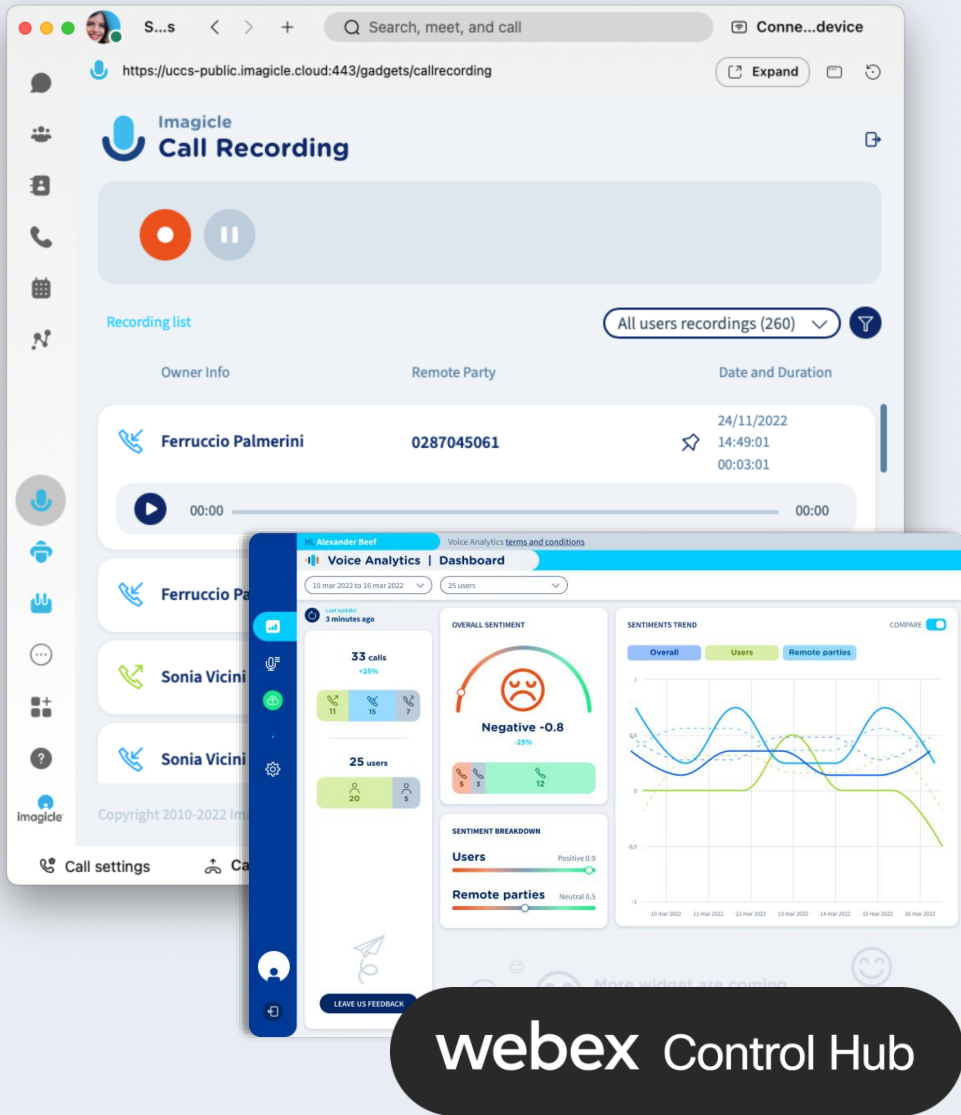 S...s
Search, meet, and call
Conne...device
https://uccs-public.imagicle.cloud:443/gadgets/callrecording
Expand
Imagicle
Call Recording
Recording list
All users recordings (260)
Owner Info Remote Party Date and Duration
24/11/2022
Ferruccio Palmerini 0287045061 14:49:01
00:03:01
00:00 00:00
Ferruccio Pa
Sonia Vicini
Sonia Vicini
imagicle
Copyright 2010-2022 Im
Call settings Ca
Hi, Alexander Beef Voice Analytics terms and conditions
Voice Analytics | Dashboard
10 mar 2022 to 16 mar 2022 25 users
Last update:
3 minutes ago
33 calls
+25%
11 15 7
25 users
20 5
LEAVE US FEEDBACK
OVERALL SENTIMENT
Negative -0.8
-25%
5 3 12
SENTIMENT BREAKDOWN
Users Positive 0.9
Remote parties Neutral 0.5
SENTIMENTS TREND COMPARE
Overall Users Remote parties
1
0,5
0
-0,5
-1
10 mar 2022 11 mar 2022 12 mar 2022 13 mar 2022 14 mar 2022 15 mar 2022 16 mar 2022
More widget are coming
webex Control Hub